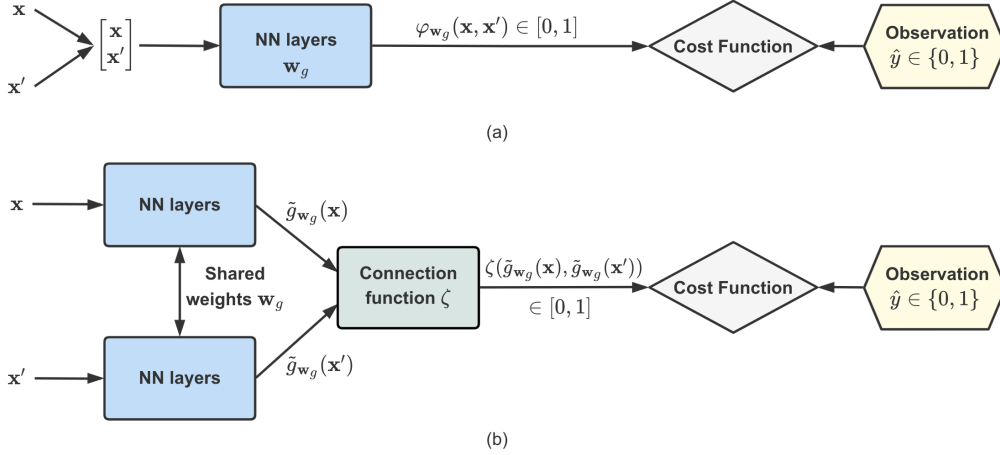 x
x′
[x x′]
NN layers
w_g
φ_{w_g}(x, x′) ∈ [0, 1]
Cost Function
Observation
ŷ ∈ {0, 1}
(a)
x
NN layers
g̃_{w_g}(x)
Shared
weights w_g
Connection
function ζ
ζ(g̃_{w_g}(x), g̃_{w_g}(x′))
∈ [0, 1]
Cost Function
Observation
ŷ ∈ {0, 1}
x′
NN layers
g̃_{w_g}(x′)
(b)